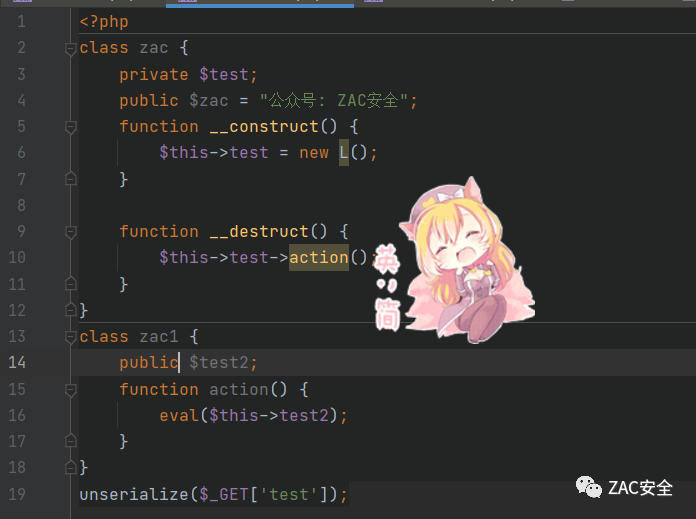 1 <?php
2 class zac {
3 private $test;
4 public $zac = "公众号: ZAC安全";
5 function __construct() {
6 $this->test = new L();
7 }
8
9 function __destruct() {
10 $this->test->action();
11 }
12 }
13 class zac1 {
14 public $test2;
15 function action() {
16 eval($this->test2);
17 }
18 }
19 unserialize($_GET['test']);
英
简
ZAC安全